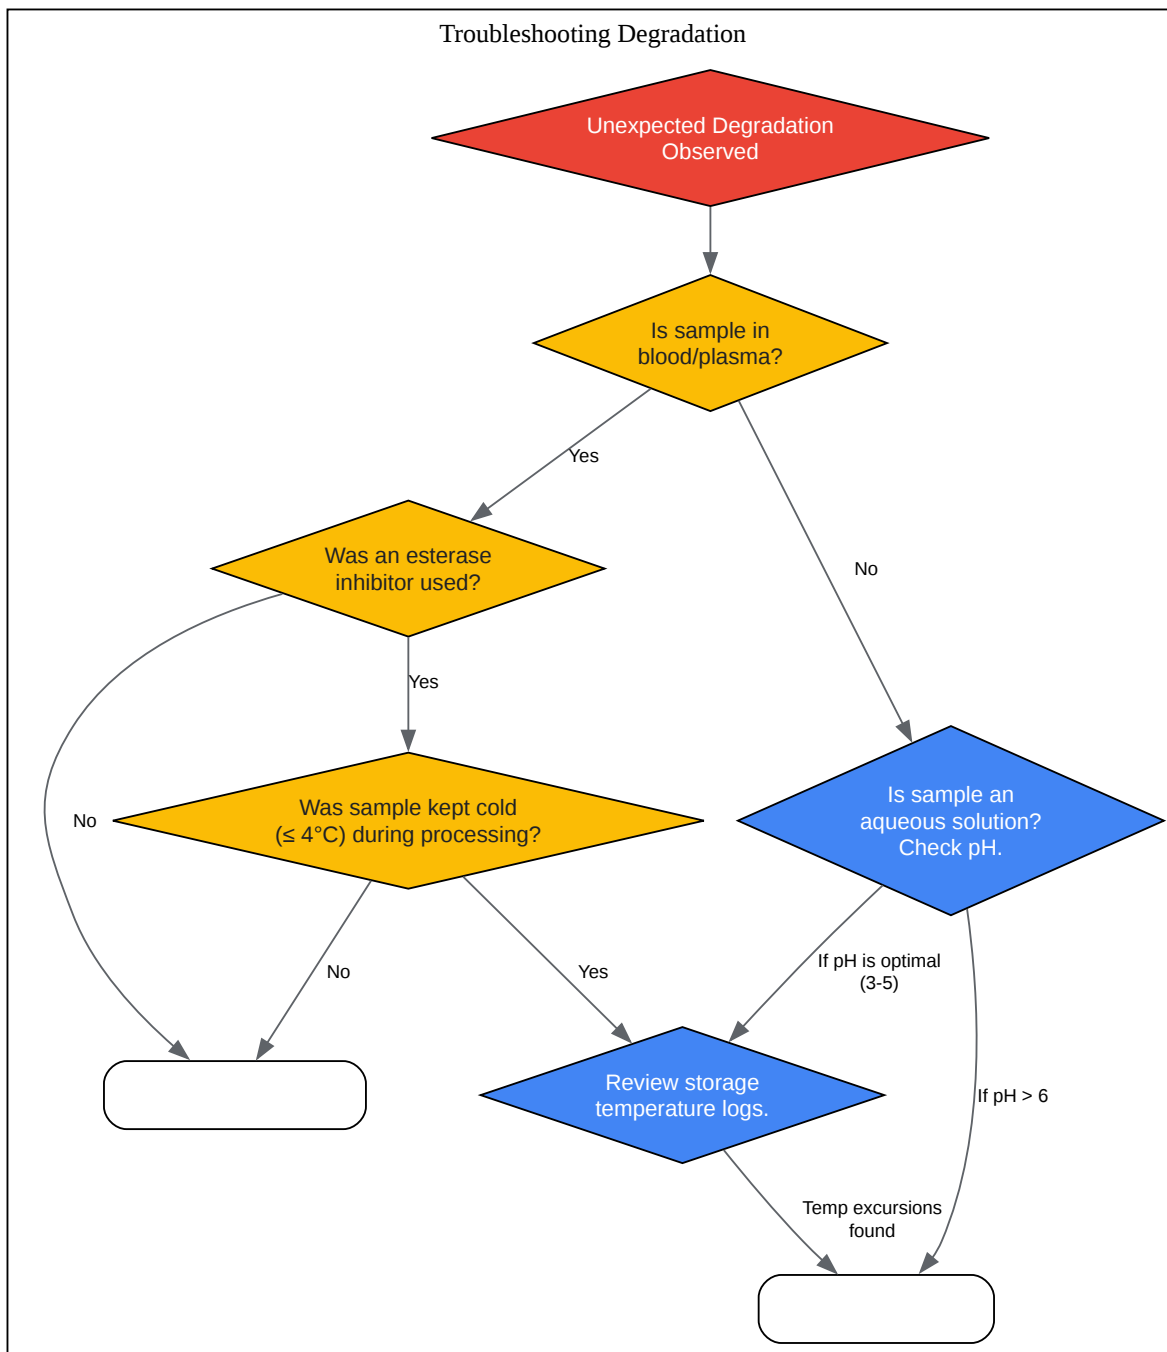 Troubleshooting Degradation
Unexpected Degradation
Observed
Is sample in
blood/plasma?
Yes
No
Was an esterase
inhibitor used?
Yes
No
Was sample kept cold
(≤ 4°C) during processing?
Is sample an
aqueous solution?
Check pH.
No
Yes
If pH is optimal
(3-5)
If pH > 6
Review storage
temperature logs.
Temp excursions
found